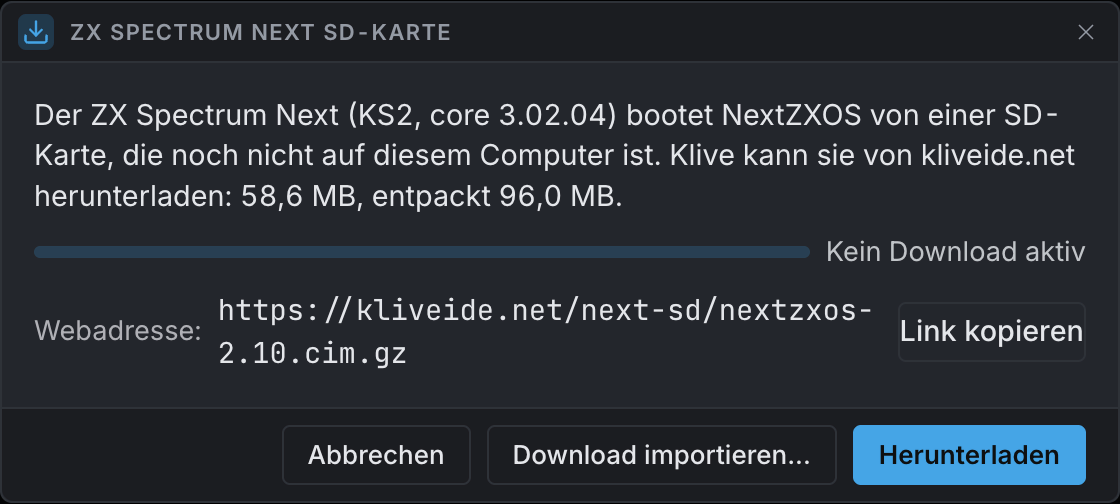 ZX SPECTRUM NEXT SD-KARTE
Der ZX Spectrum Next (KS2, core 3.02.04) bootet NextZXOS von einer SD-
Karte, die noch nicht auf diesem Computer ist. Klive kann sie von kliveide.net
herunterladen: 58,6 MB, entpackt 96,0 MB.
Kein Download aktiv
Webadresse: https://kliveide.net/next-sd/nextzxos-
2.10.cim.gz
Link kopieren
Abbrechen
Download importieren...
Herunterladen